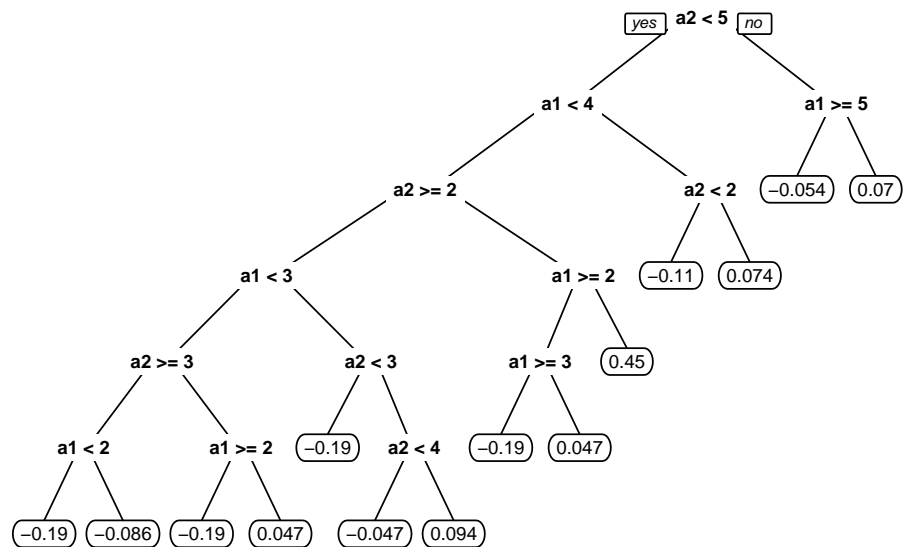 yes a2 < 5 no
a1 < 4 a1 >= 5
a2 >= 2 a2 < 2 −0.054 0.07
a1 < 3 a1 >= 2 −0.11 0.074
a2 >= 3 a2 < 3 a1 >= 3 0.45
a1 < 2 a1 >= 2 −0.19 a2 < 4 −0.19 0.047
−0.19 −0.086 −0.19 0.047 −0.047 0.094